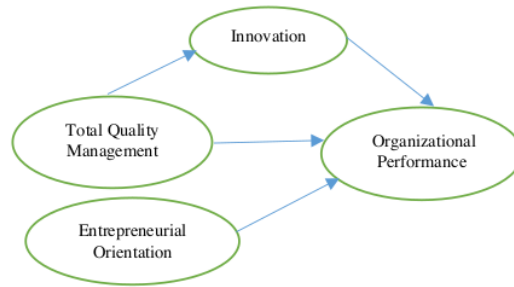 Innovation
Total Quality
Management
Organizational
Performance
Entrepreneurial
Orientation